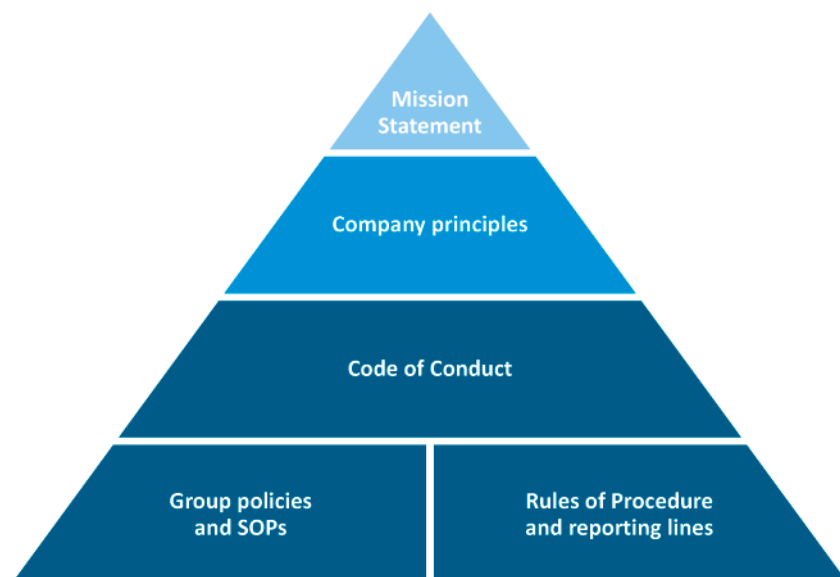 Mission
Statement
Company principles
Code of Conduct
Group policies
and SOPs
Rules of Procedure
and reporting lines